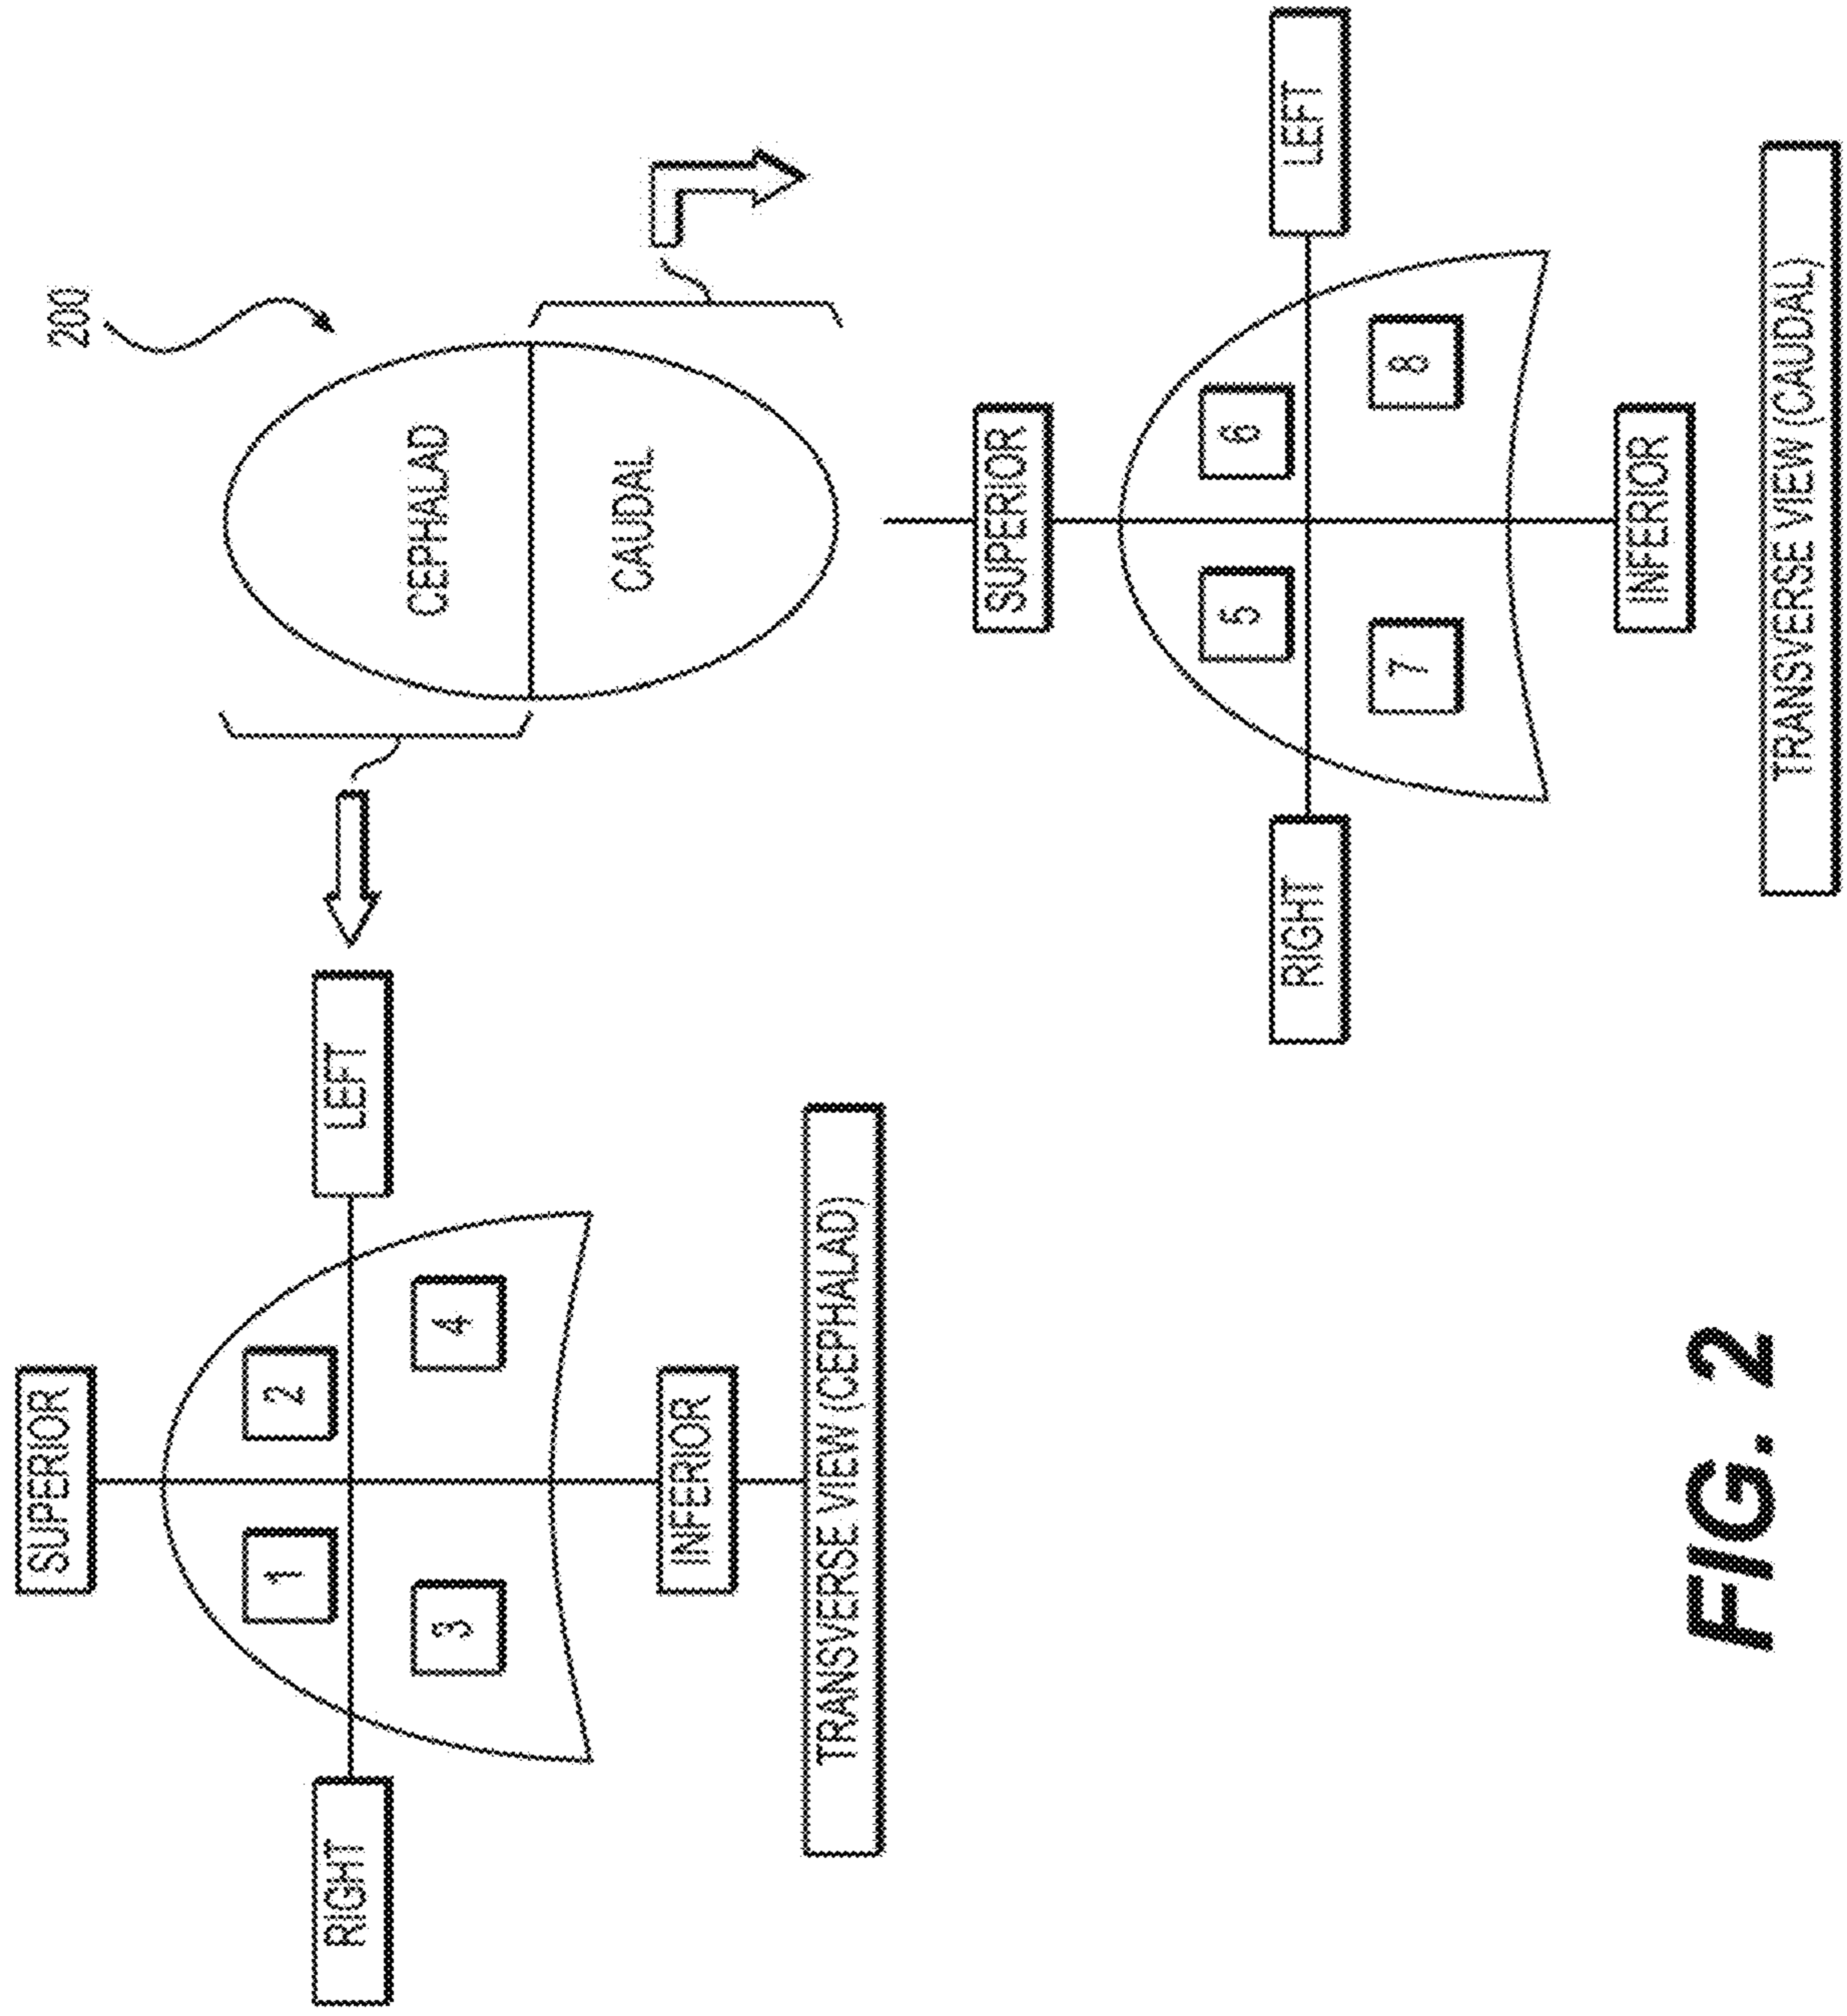 200
CEPHALAD
CAUDAL
SUPERIOR
1
2
RIGHT
LEFT
3
4
INFERIOR
TRANSVERSE VIEW (CEPHALAD)
SUPERIOR
5
6
RIGHT
LEFT
7
8
INFERIOR
TRANSVERSE VIEW (CAUDAL)
FIG. 2